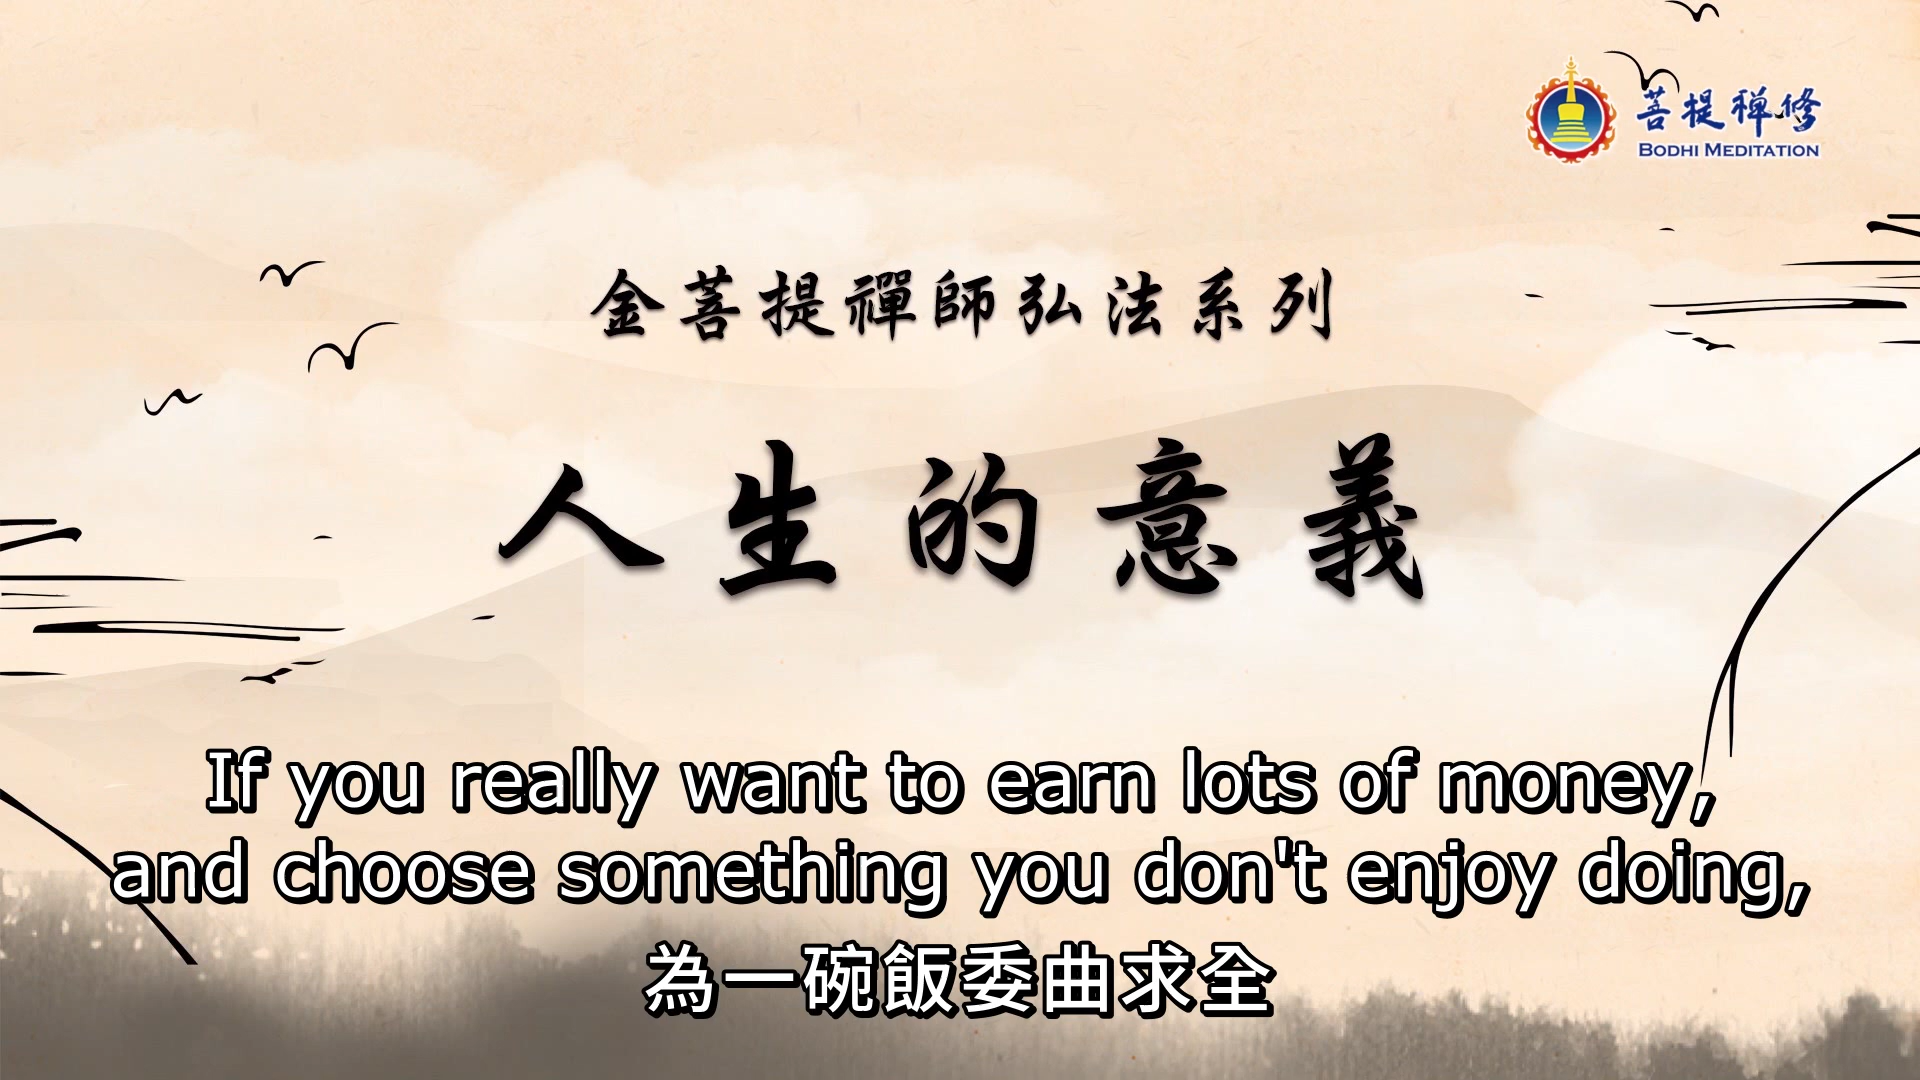 菩提禪修
BODHI MEDITATION
金菩提禪師弘法系列
人生的意義
If you really want to earn lots of money,
and choose something you don't enjoy doing,
為一碗飯委曲求全